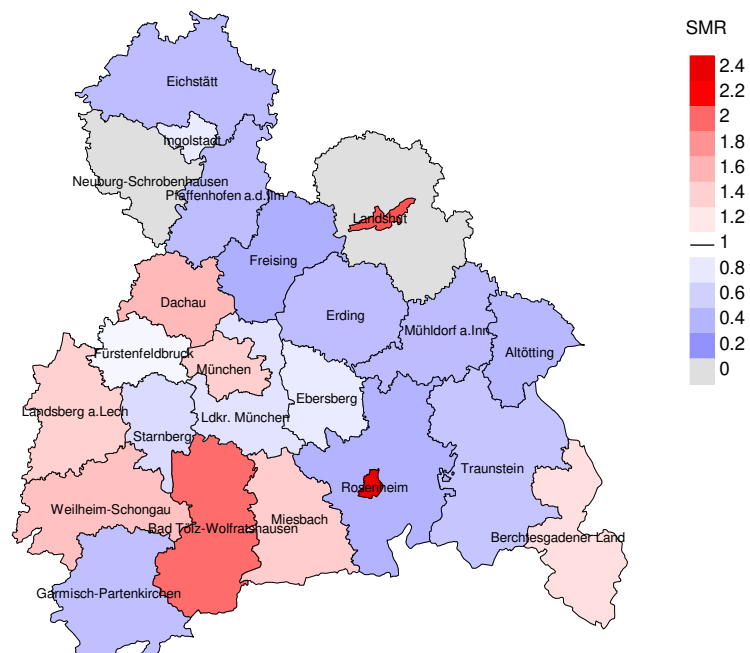 SMR
2.4
2.2
2
1.8
1.6
1.4
1.2
1
0.8
0.6
0.4
0.2
0
Eichstätt
Ingolstadt
Neuburg-Schrobenhausen
Pfaffenhofen a.d.Ilm
Landshut
Freising
Dachau
Erding
Mühldorf a.Inn
Altötting
Fürstenfeldbruck
München
Ebersberg
Landsberg a.Lech
Ldkr. München
Starnberg
Traunstein
Rosenheim
Weilheim-Schongau
Miesbach
Bad Tölz-Wolfratshausen
Berchtesgadener Land
Garmisch-Partenkirchen